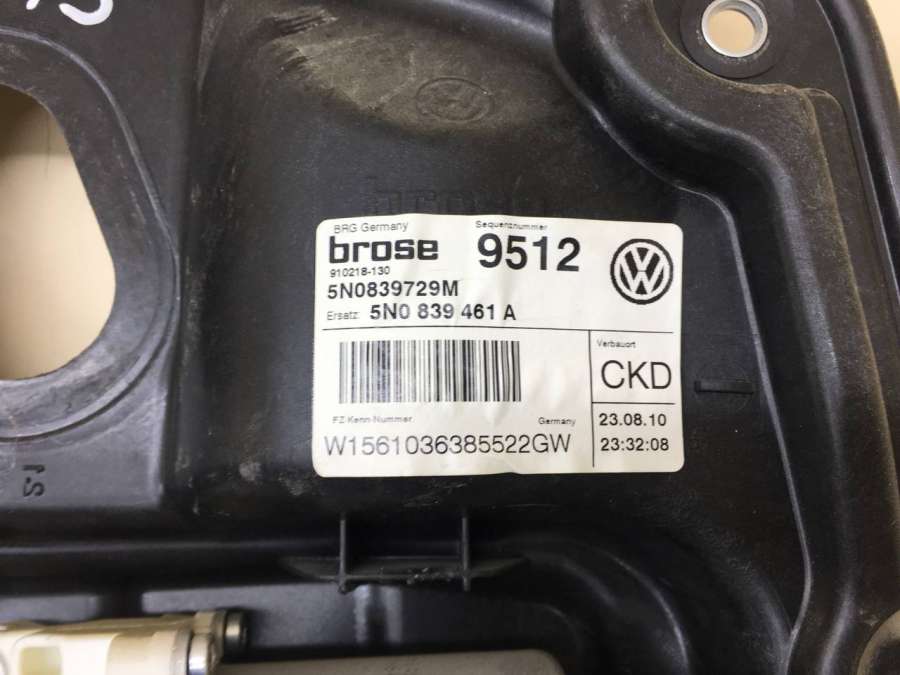 BRG Germany
Sequenznummer
brose
9512
910218-130
5N0839729M
Ersatz: 5N0 839 461 A
Verbauort
CKD
FZ/Kenn-Nummer
Germany
W1561036385522GW
23.08.10
23:32:08
brose